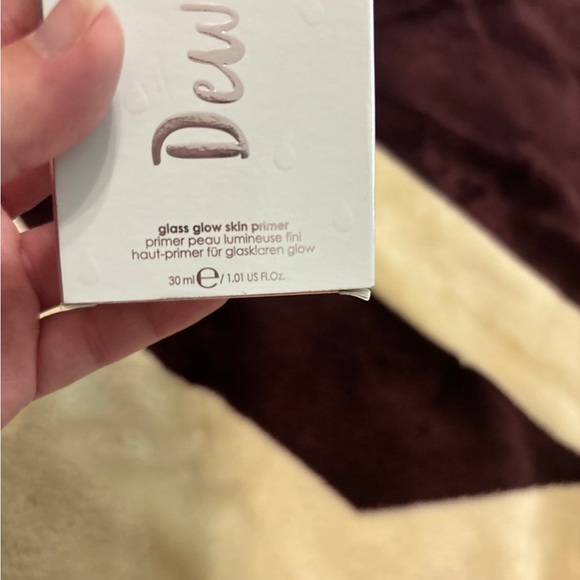 Dew
glass glow skin primer
primer peau lumineuse fini
haut-primer für glasklaren glow
30 ml e / 1.01 US Fl.Oz.